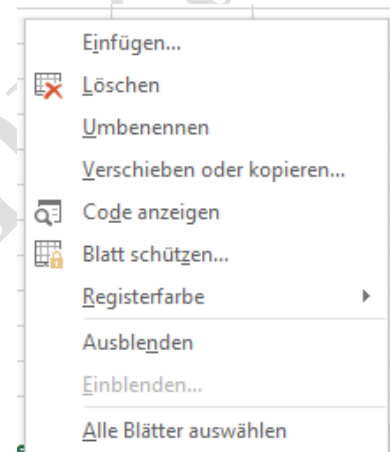 Einfügen...
Löschen
Umbenennen
Verschieben oder kopieren...
Code anzeigen
Blatt schützen...
Registerfarbe
Ausblenden
Einblenden...
Alle Blätter auswählen